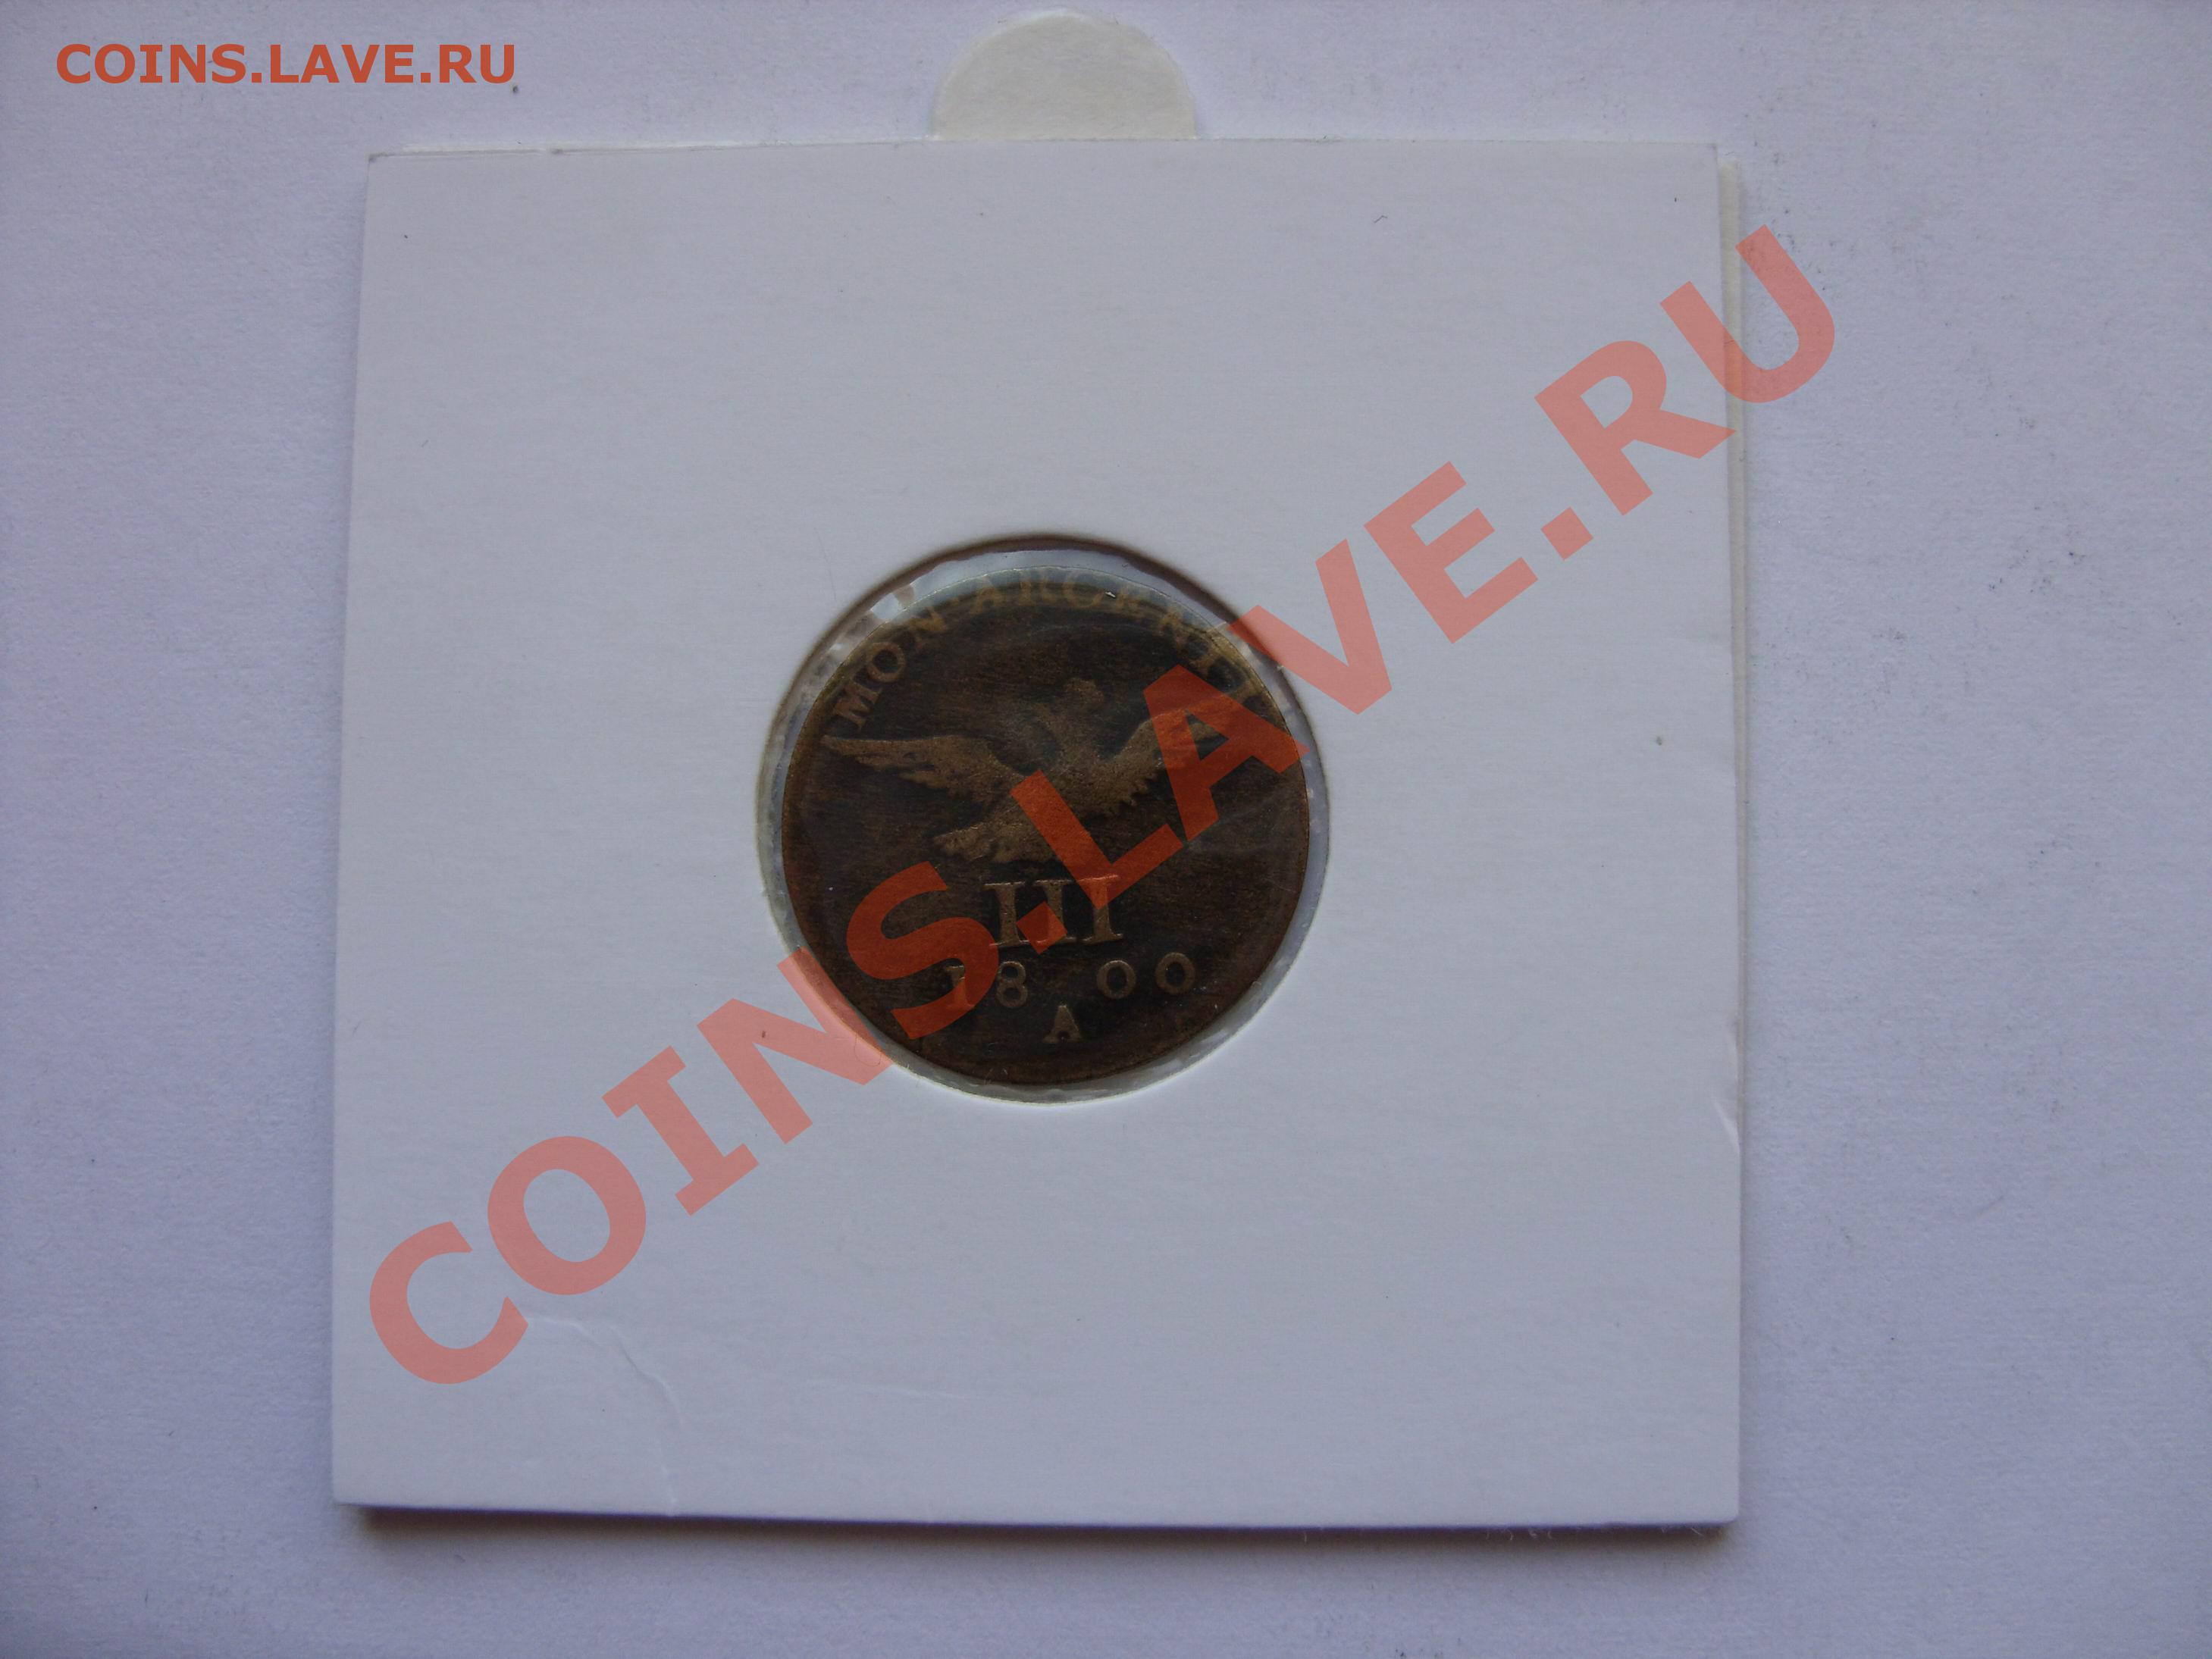 COINS.LAVE.RU
MON·ARGENT
III
18 00
A
COINS.LAVE.RU